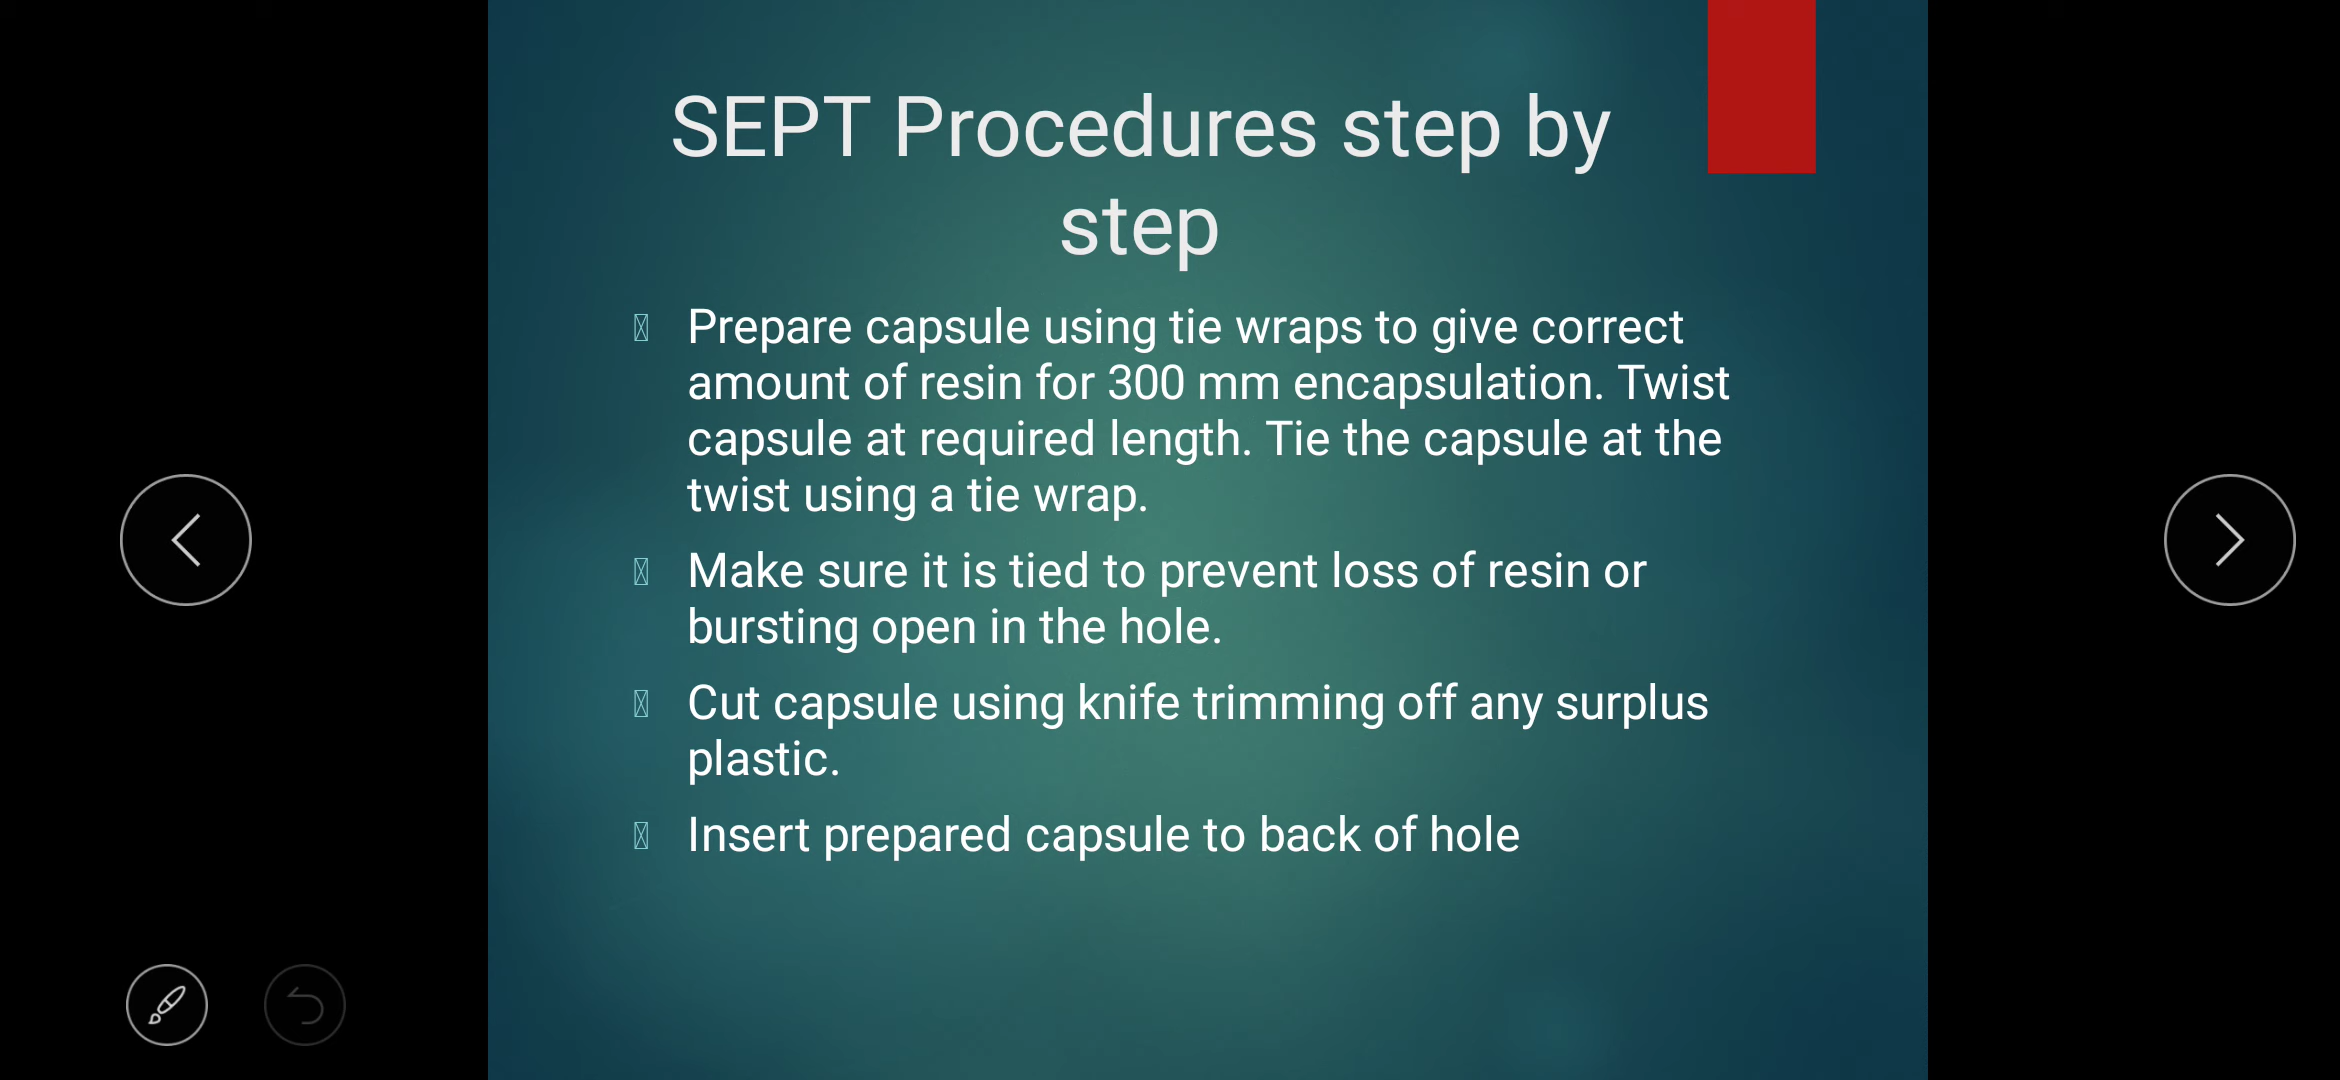 SEPT Procedures step by
step
Prepare capsule using tie wraps to give correct
amount of resin for 300 mm encapsulation. Twist
capsule at required length. Tie the capsule at the
twist using a tie wrap.
Make sure it is tied to prevent loss of resin or
bursting open in the hole.
Cut capsule using knife trimming off any surplus
plastic.
Insert prepared capsule to back of hole